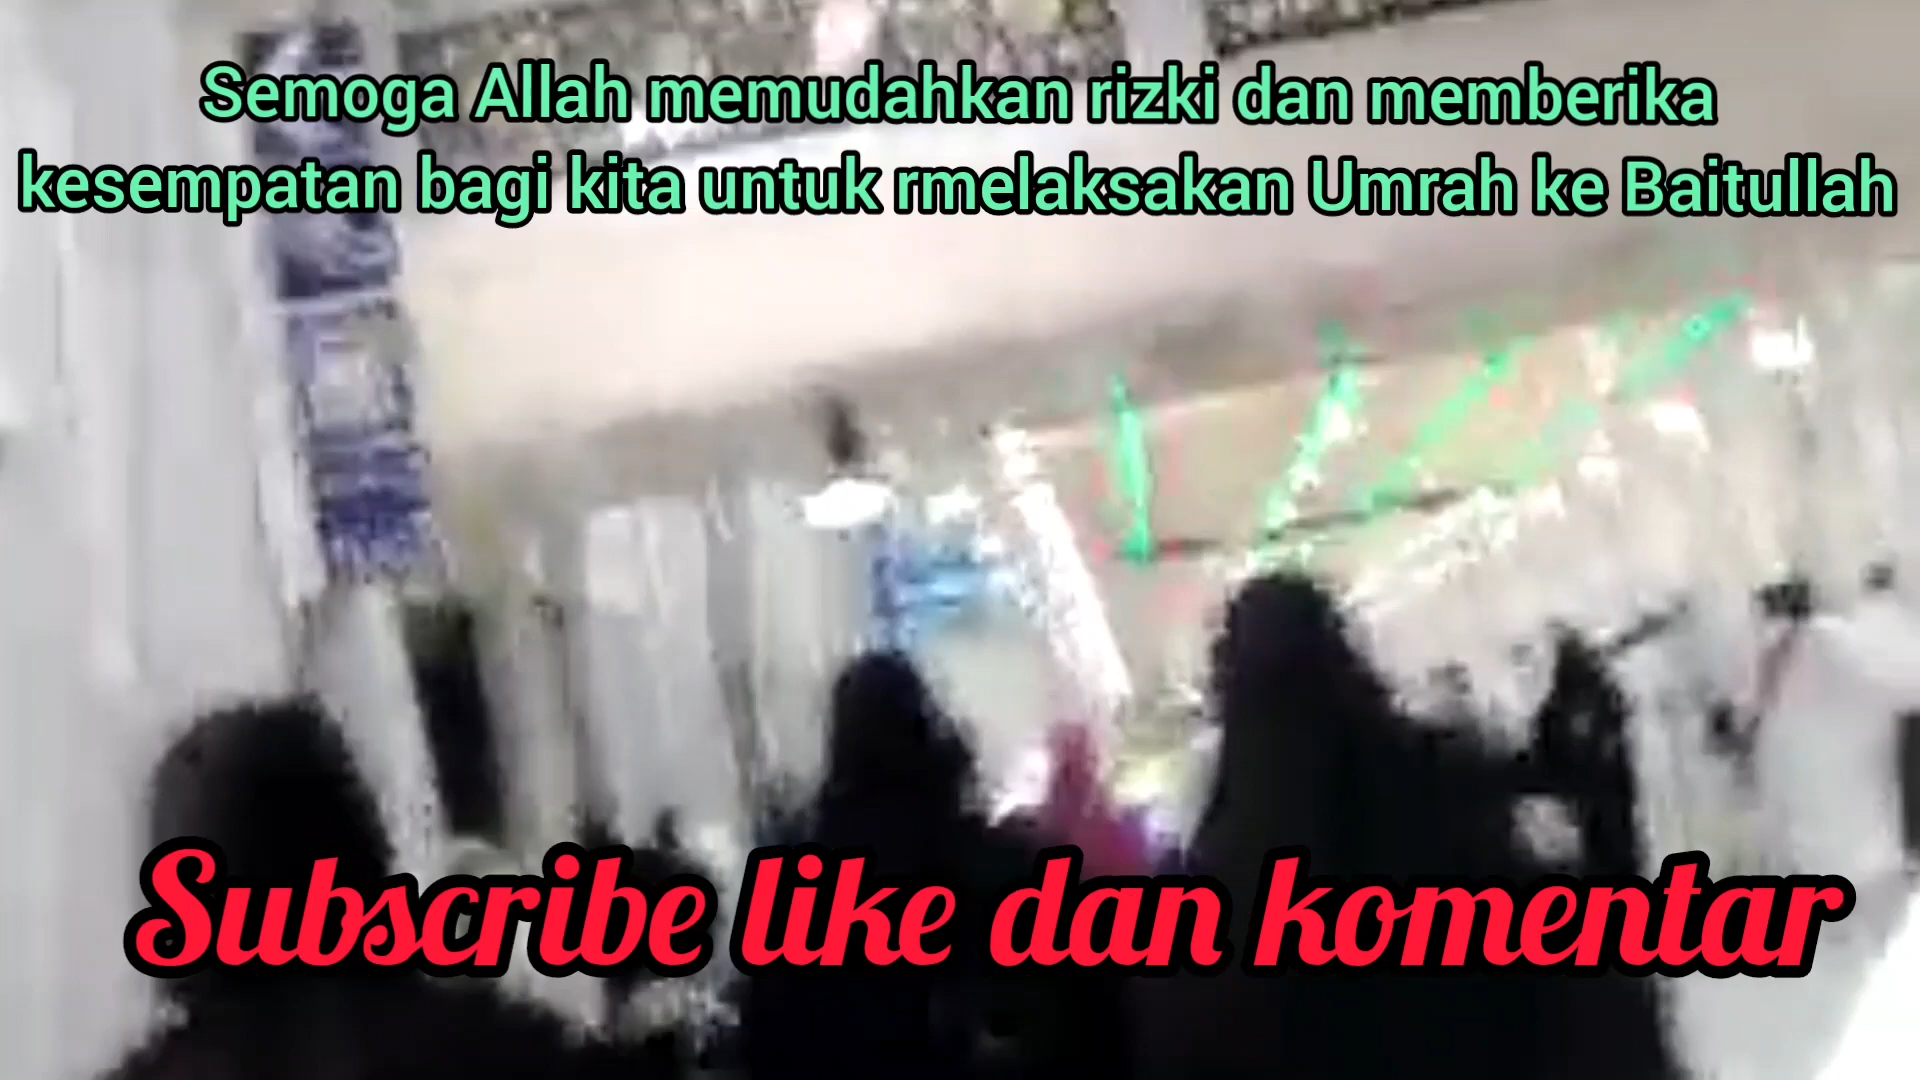 Semoga Allah memudahkan rizki dan memberika
kesempatan bagi kita untuk rmelaksakan Umrah ke Baitullah
Subscribe like dan komentar